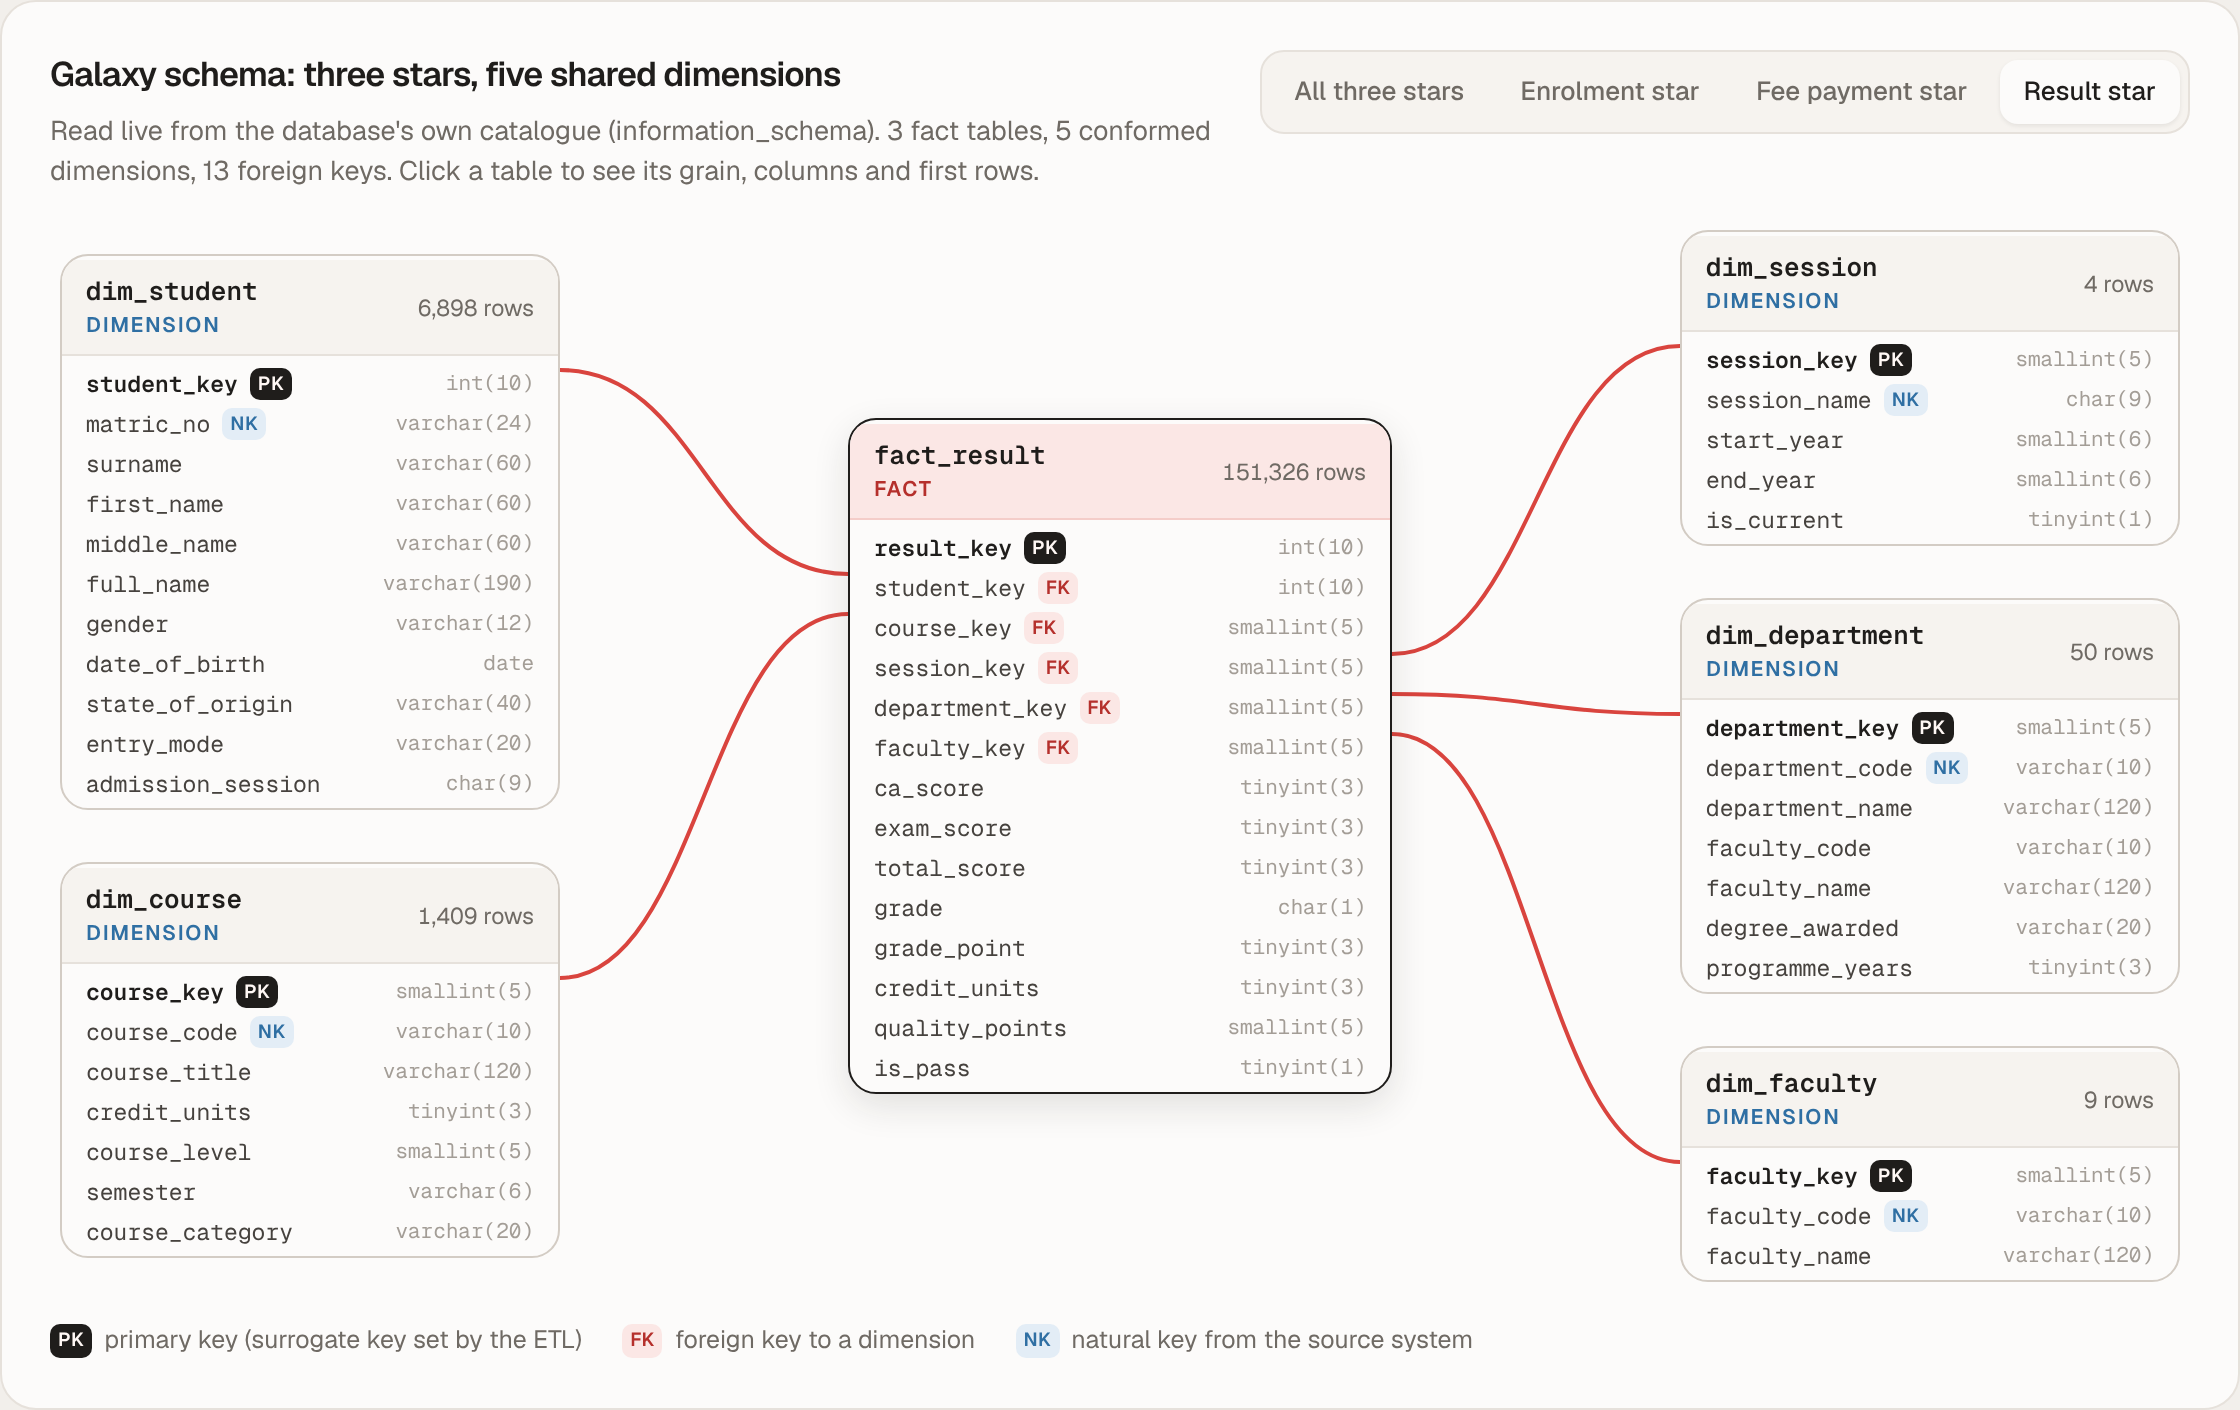 Galaxy schema: three stars, five shared dimensions
Read live from the database's own catalogue (information_schema). 3 fact tables, 5 conformed
dimensions, 13 foreign keys. Click a table to see its grain, columns and first rows.
All three stars Enrolment star Fee payment star Result star
dim_student
6,898 rows
DIMENSION
student_key PK int(10)
matric_no NK varchar(24)
surname varchar(60)
first_name varchar(60)
middle_name varchar(60)
full_name varchar(190)
gender varchar(12)
date_of_birth date
state_of_origin varchar(40)
entry_mode varchar(20)
admission_session char(9)
dim_course
1,409 rows
DIMENSION
course_key PK smallint(5)
course_code NK varchar(10)
course_title varchar(120)
credit_units tinyint(3)
course_level smallint(5)
semester varchar(6)
course_category varchar(20)
fact_result
151,326 rows
FACT
result_key PK int(10)
student_key FK int(10)
course_key FK smallint(5)
session_key FK smallint(5)
department_key FK smallint(5)
faculty_key FK smallint(5)
ca_score tinyint(3)
exam_score tinyint(3)
total_score tinyint(3)
grade char(1)
grade_point tinyint(3)
credit_units tinyint(3)
quality_points smallint(5)
is_pass tinyint(1)
dim_session
4 rows
DIMENSION
session_key PK smallint(5)
session_name NK char(9)
start_year smallint(6)
end_year smallint(6)
is_current tinyint(1)
dim_department
50 rows
DIMENSION
department_key PK smallint(5)
department_code NK varchar(10)
department_name varchar(120)
faculty_code varchar(10)
faculty_name varchar(120)
degree_awarded varchar(20)
programme_years tinyint(3)
dim_faculty
9 rows
DIMENSION
faculty_key PK smallint(5)
faculty_code NK varchar(10)
faculty_name varchar(120)
PK primary key (surrogate key set by the ETL) FK foreign key to a dimension NK natural key from the source system